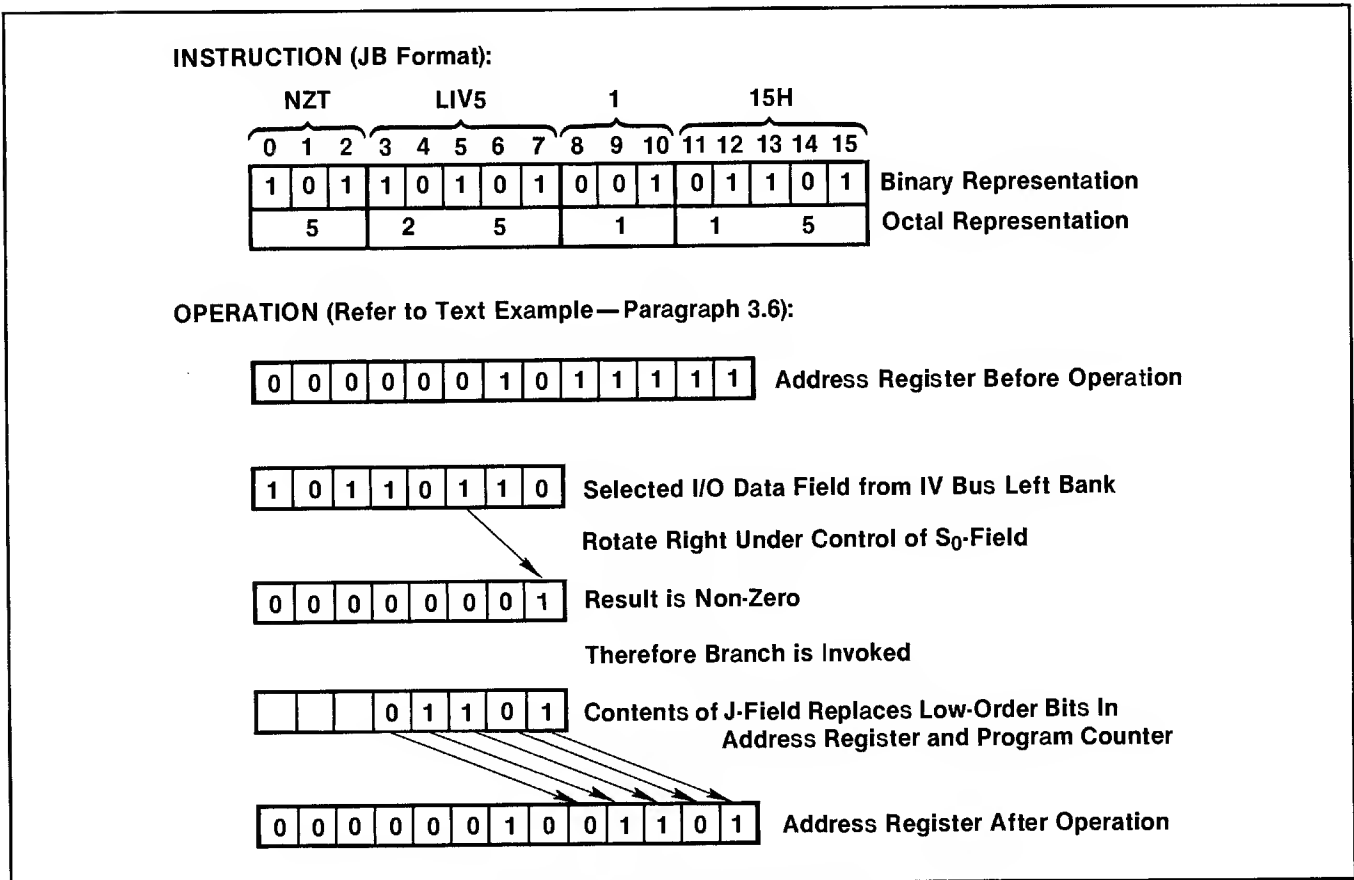 INSTRUCTION (JB Format):
NZT LIV5 1 15H
0 1 2 3 4 5 6 7 8 9 10 11 12 13 14 15
1 0 1 1 0 1 0 1 0 0 1 0 1 1 0 1 Binary Representation
5 2 5 1 1 5 Octal Representation
OPERATION (Refer to Text Example—Paragraph 3.6):
0 0 0 0 0 0 1 0 1 1 1 1 1 Address Register Before Operation
1 0 1 1 0 1 1 0 Selected I/O Data Field from IV Bus Left Bank
Rotate Right Under Control of S0-Field
0 0 0 0 0 0 0 1 Result is Non-Zero
Therefore Branch is Invoked
0 1 1 0 1 Contents of J-Field Replaces Low-Order Bits In
Address Register and Program Counter
0 0 0 0 0 0 1 0 0 1 1 0 1 Address Register After Operation